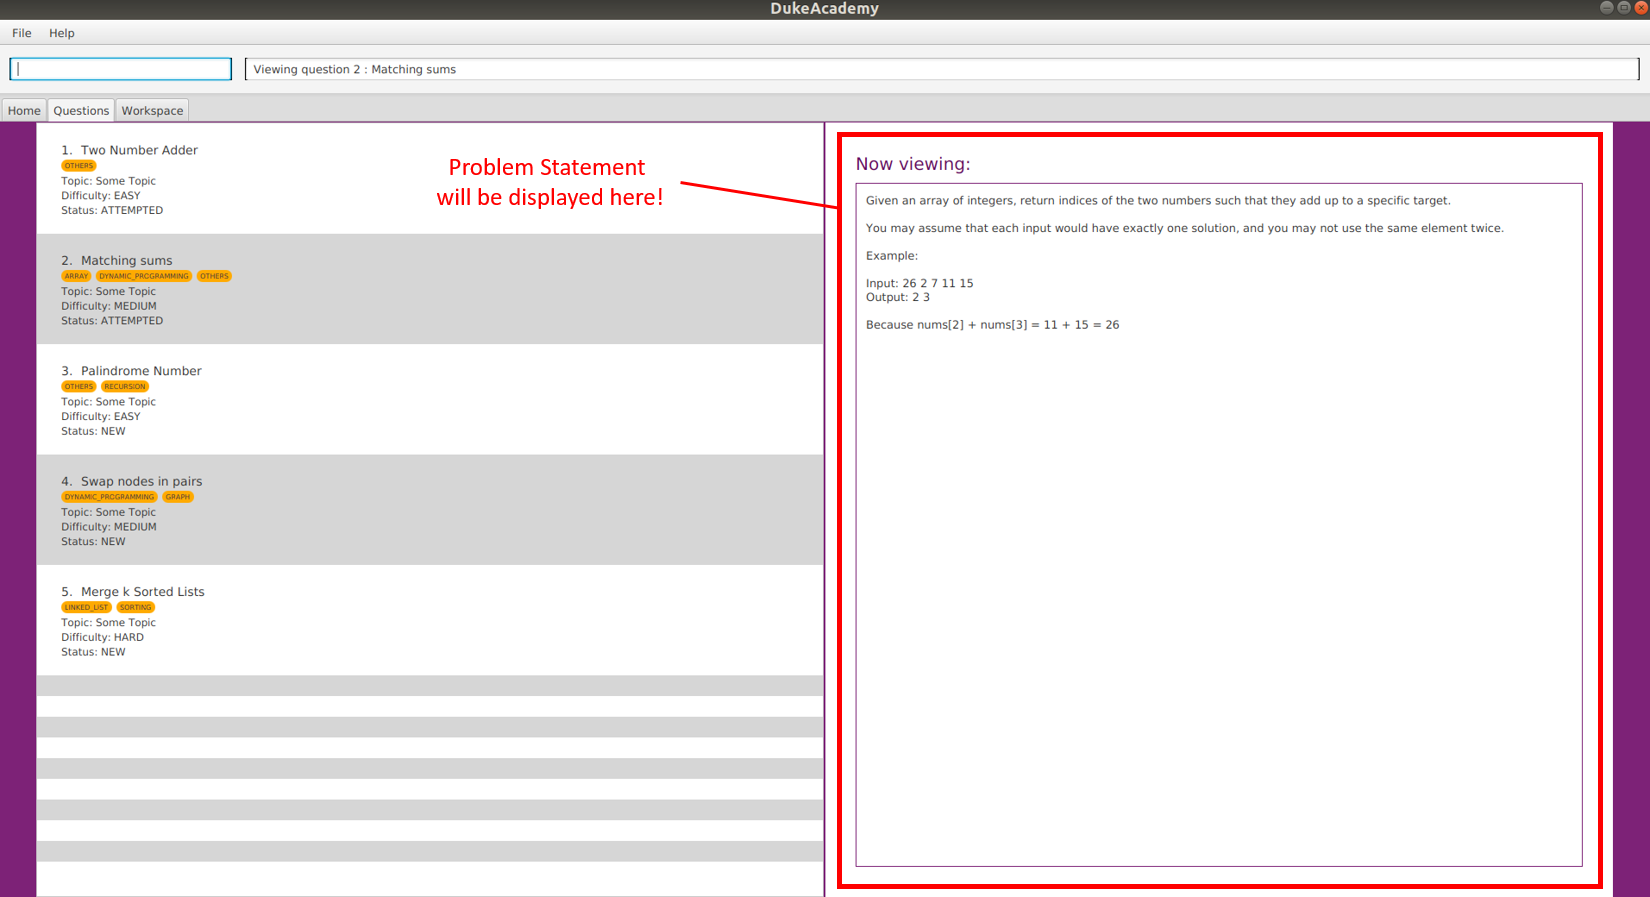 DukeAcademy
File Help
Viewing question 2 : Matching sums
Home Questions Workspace
1. Two Number Adder
OTHERS
Topic: Some Topic
Difficulty: EASY
Status: ATTEMPTED
2. Matching sums
ARRAY DYNAMIC_PROGRAMMING OTHERS
Topic: Some Topic
Difficulty: MEDIUM
Status: ATTEMPTED
3. Palindrome Number
OTHERS RECURSION
Topic: Some Topic
Difficulty: EASY
Status: NEW
4. Swap nodes in pairs
DYNAMIC_PROGRAMMING GRAPH
Topic: Some Topic
Difficulty: MEDIUM
Status: NEW
5. Merge k Sorted Lists
LINKED_LIST SORTING
Topic: Some Topic
Difficulty: HARD
Status: NEW
Problem Statement
will be displayed here!
Now viewing:
Given an array of integers, return indices of the two numbers such that they add up to a specific target.
You may assume that each input would have exactly one solution, and you may not use the same element twice.
Example:
Input: 26 2 7 11 15
Output: 2 3
Because nums[2] + nums[3] = 11 + 15 = 26